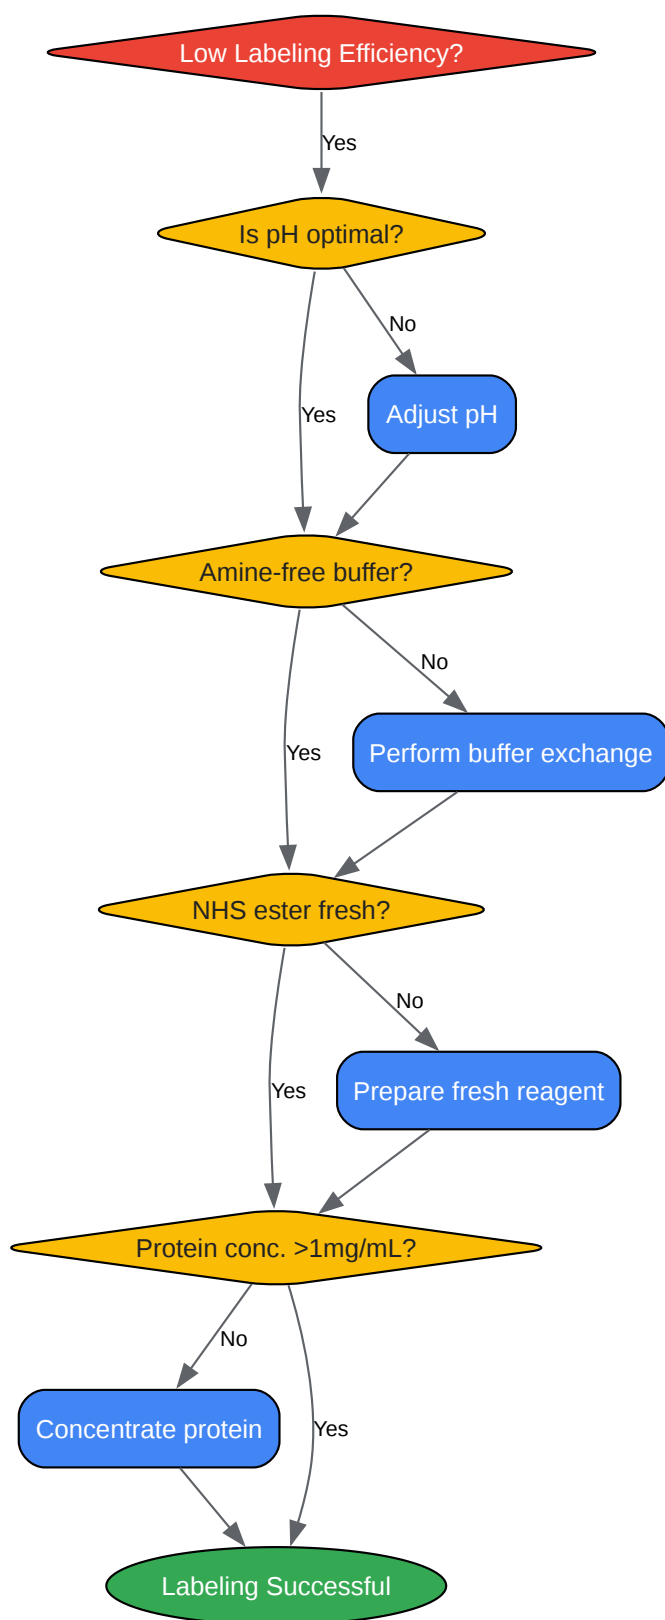 Low Labeling Efficiency?
Yes
Is pH optimal?
No
Yes
Adjust pH
Amine-free buffer?
No
Yes
Perform buffer exchange
NHS ester fresh?
No
Yes
Prepare fresh reagent
Protein conc. >1mg/mL?
No
Concentrate protein
Yes
Labeling Successful